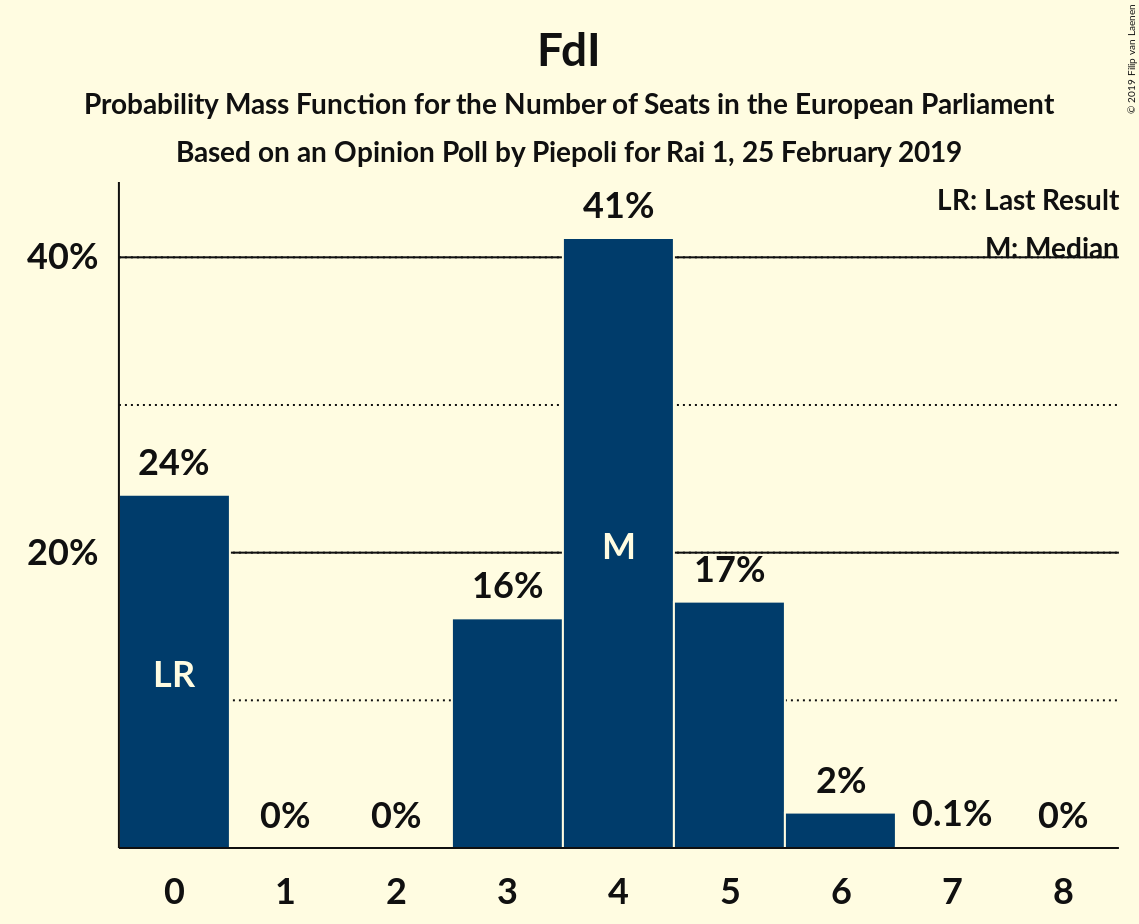 FdI
Probability Mass Function for the Number of Seats in the European Parliament
Based on an Opinion Poll by Piepoli for Rai 1, 25 February 2019
© 2019 Filip van Laenen
LR: Last Result
M: Median
41%
40%
24%
M
20%
17%
16%
LR
2%
0% 0% 0.1% 0%
0 1 2 3 4 5 6 7 8